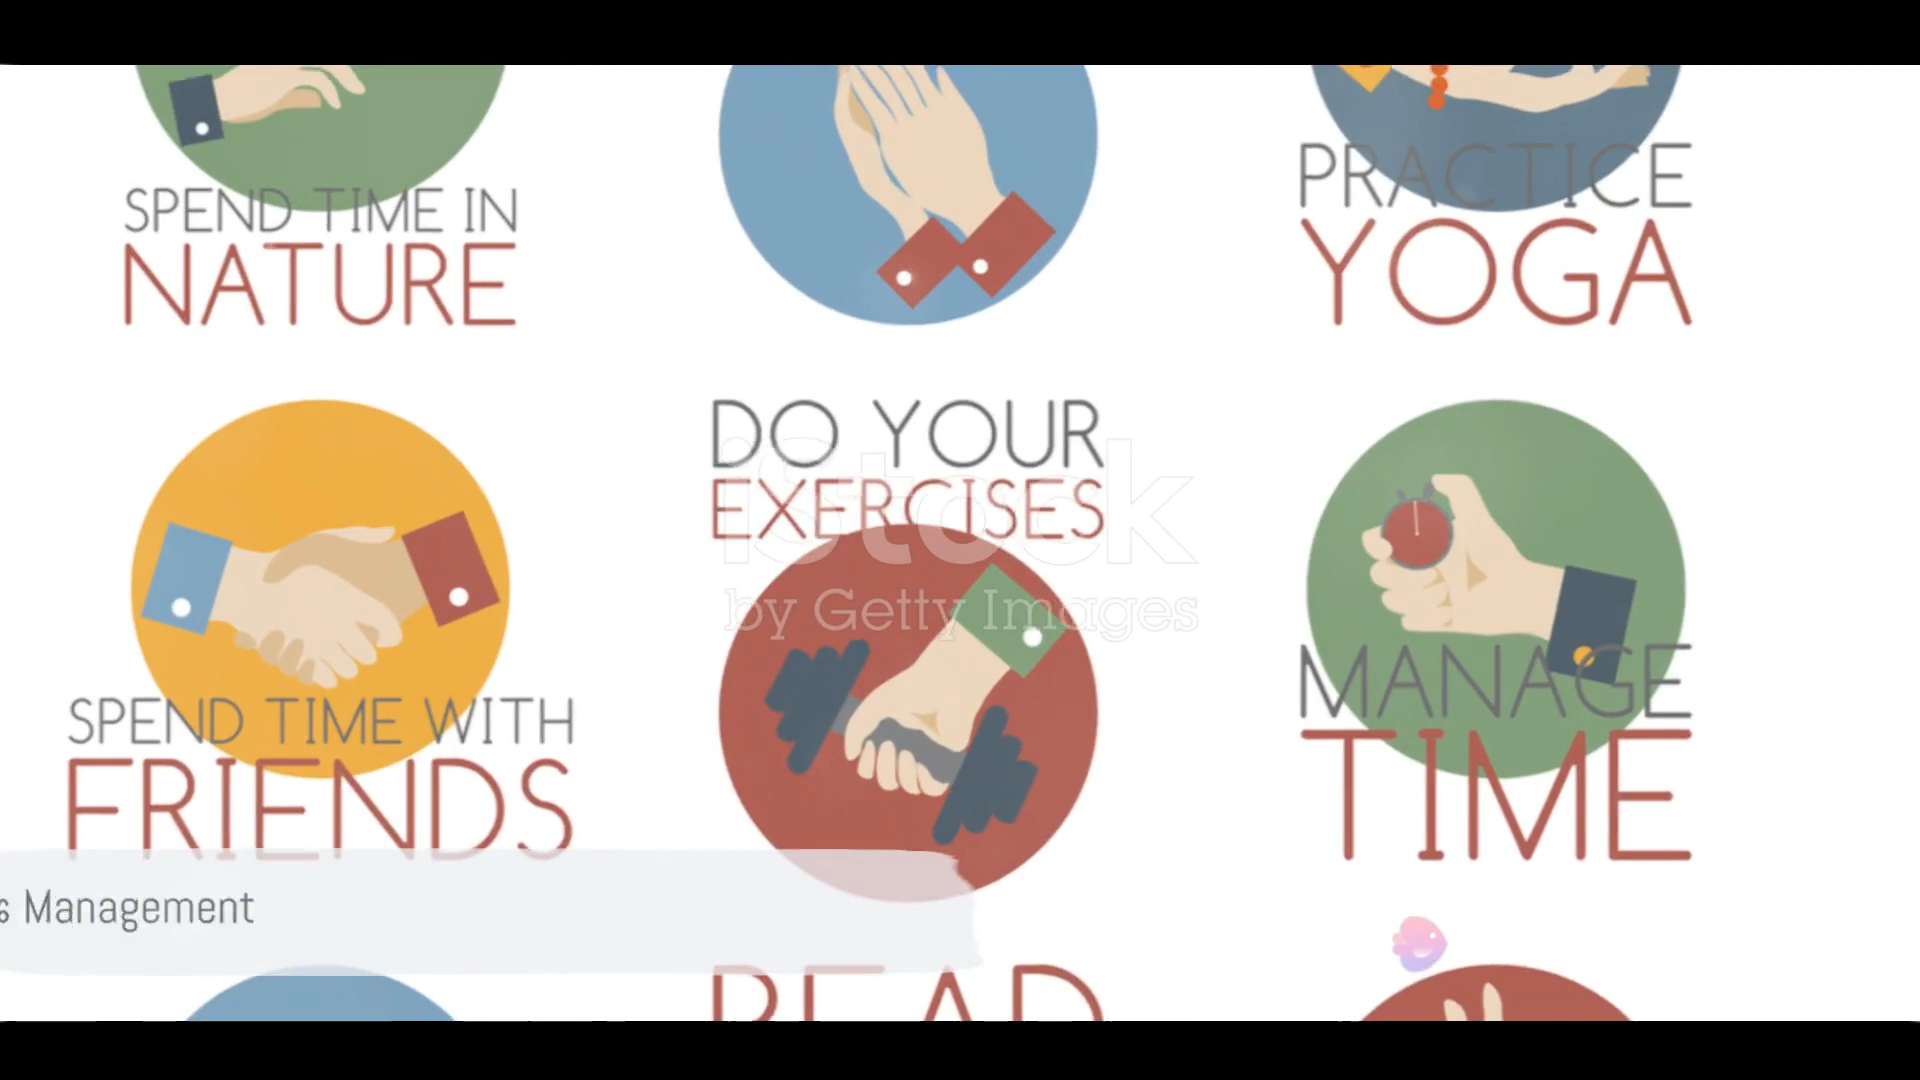 SPEND TIME IN
NATURE
PRACTICE
YOGA
DO YOUR
EXERCISES
iStock
by Getty Images
SPEND TIME WITH
FRIENDS
MANAGE
TIME
Management
READ